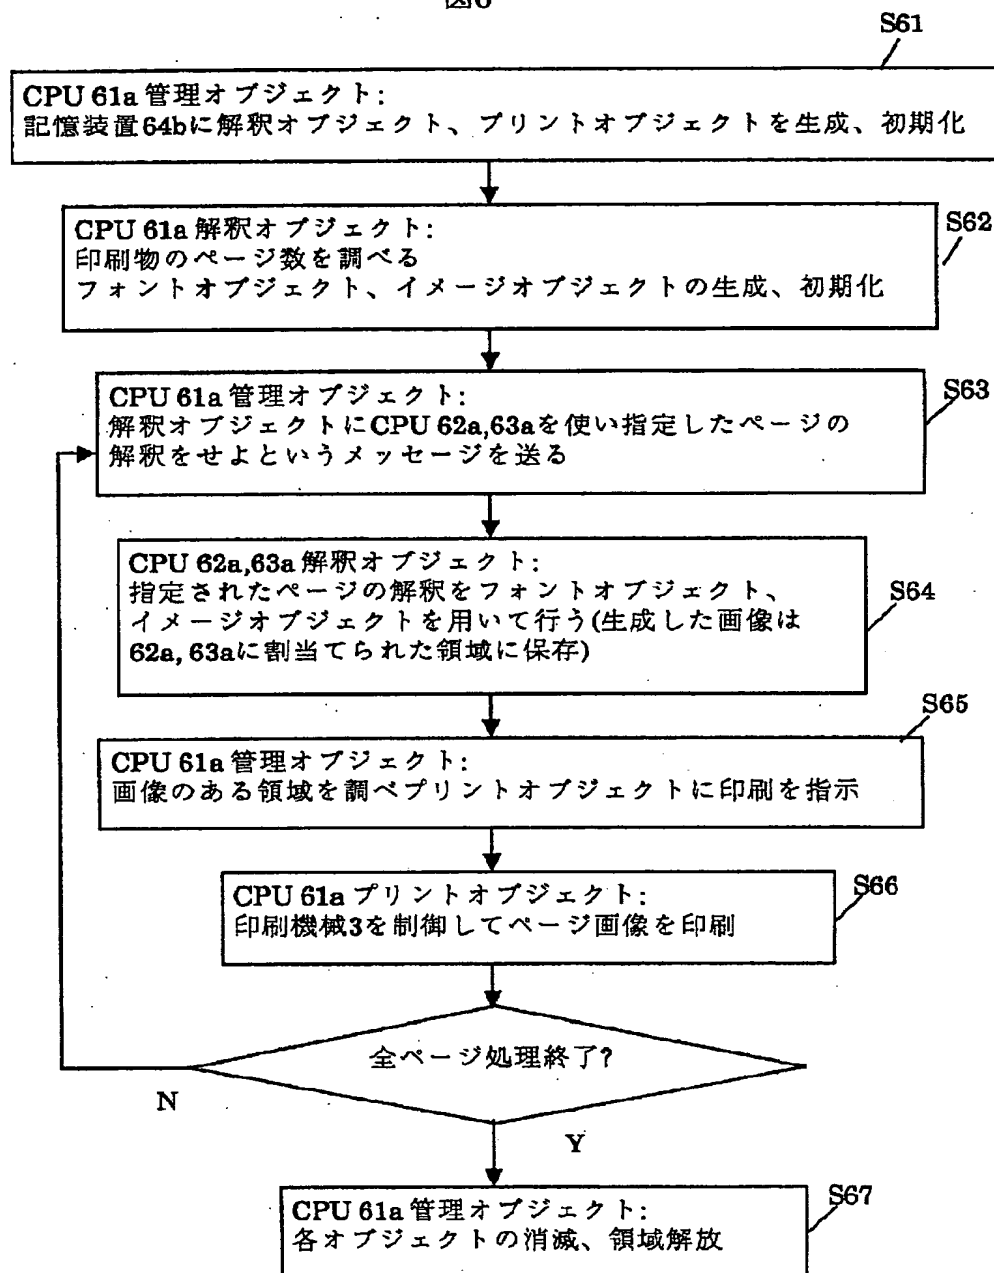 図6
S61
CPU 61a 管理オブジェクト:
記憶装置64bに解釈オブジェクト、プリントオブジェクトを生成、初期化
S62
CPU 61a 解釈オブジェクト:
印刷物のページ数を調べる
フォントオブジェクト、イメージオブジェクトの生成、初期化
S63
CPU 61a 管理オブジェクト:
解釈オブジェクトにCPU 62a,63aを使い指定したページの
解釈をせよというメッセージを送る
S64
CPU 62a,63a 解釈オブジェクト:
指定されたページの解釈をフォントオブジェクト、
イメージオブジェクトを用いて行う(生成した画像は
62a, 63aに割当てられた領域に保存)
S65
CPU 61a 管理オブジェクト:
画像のある領域を調べプリントオブジェクトに印刷を指示
S66
CPU 61a プリントオブジェクト:
印刷機械3を制御してページ画像を印刷
全ページ処理終了?
N
Y
S67
CPU 61a 管理オブジェクト:
各オブジェクトの消滅、領域解放